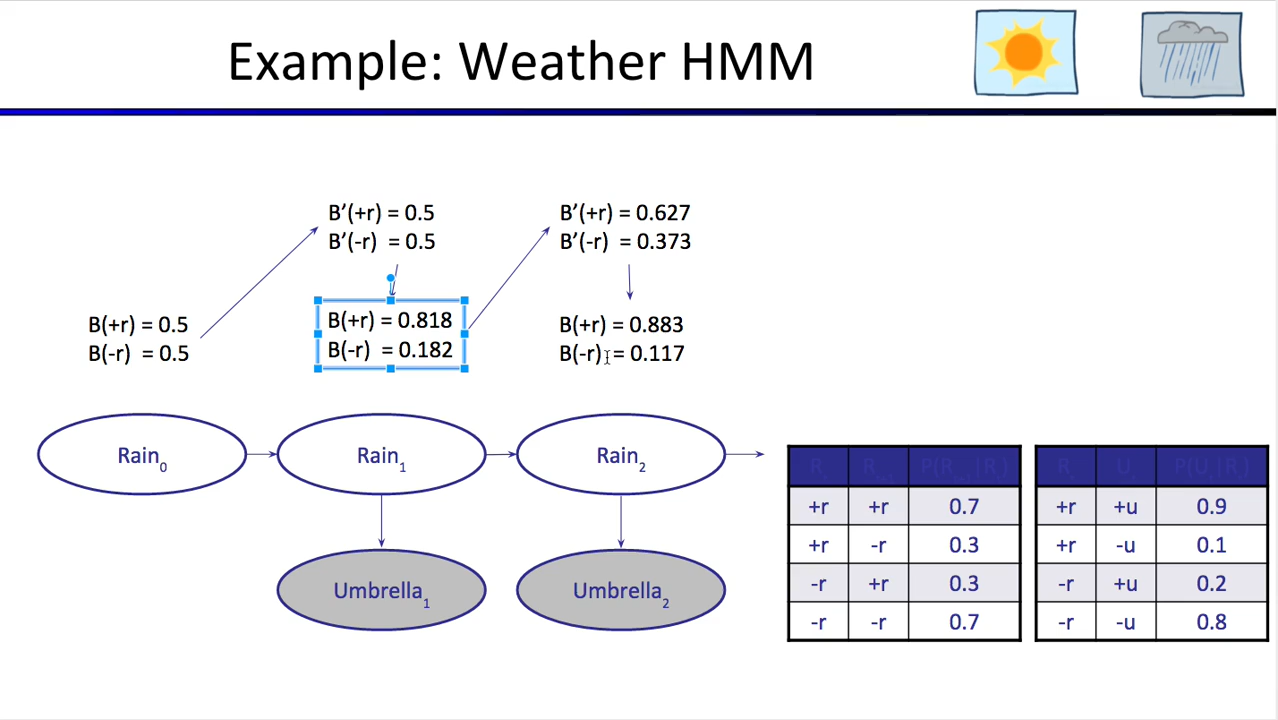 Example: Weather HMM
B’(+r) = 0.5
B’(-r) = 0.5
B’(+r) = 0.627
B’(-r) = 0.373
B(+r) = 0.5
B(-r) = 0.5
B(+r) = 0.818
B(-r) = 0.182
B(+r) = 0.883
B(-r) = 0.117
Rain0
Rain1
Rain2
Umbrella1
Umbrella2
+r +r 0.7
+r -r 0.3
-r +r 0.3
-r -r 0.7
+r +u 0.9
+r -u 0.1
-r +u 0.2
-r -u 0.8